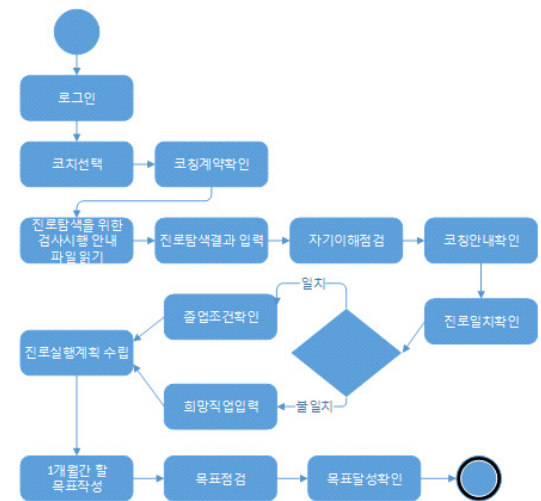 로그인
코치선택
코칭계약확인
진로탐색을 위한
검사시행 안내
파일 읽기
진로탐색결과 입력
자기이해점검
코칭안내확인
일치
졸업조건확인
진로일치확인
진로실행계획 수립
희망직업입력
불일치
1개월간 할
목표작성
목표점검
목표달성확인